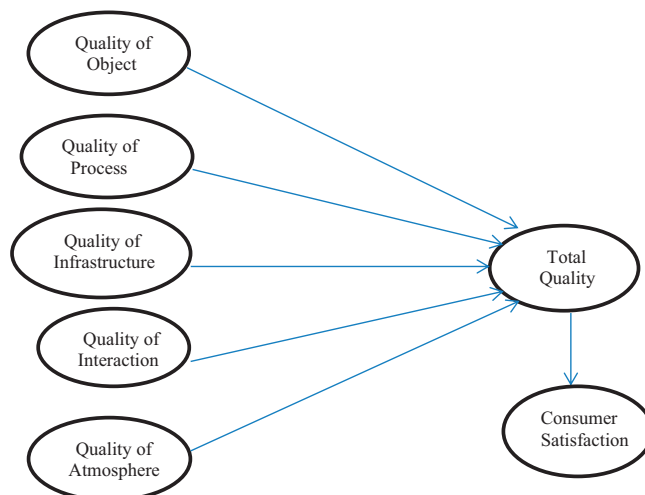 Quality of
Object
Quality of
Process
Quality of
Infrastructure
Quality of
Interaction
Quality of
Atmosphere
Total
Quality
Consumer
Satisfaction